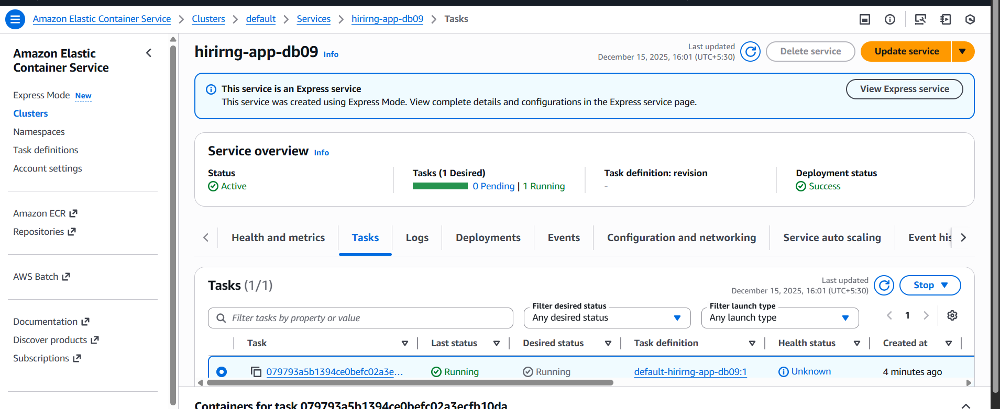 Amazon Elastic Container Service > Clusters > default > Services > hirirng-app-db09 > Tasks
Amazon Elastic
Container Service
Express Mode New
Clusters
Namespaces
Task definitions
Account settings
Amazon ECR
Repositories
AWS Batch
Documentation
Discover products
Subscriptions
hirirng-app-db09 Info
Last updated
December 15, 2025, 16:01 (UTC+5:30)
Delete service
Update service
This service is an Express service
This service was created using Express Mode. View complete details and configurations in the Express service page.
View Express service
Service overview Info
Status
Active
Tasks (1 Desired)
0 Pending | 1 Running
Task definition: revision
-
Deployment status
Success
Health and metrics
Tasks
Logs
Deployments
Events
Configuration and networking
Service auto scaling
Event his
Tasks (1/1)
Last updated
December 15, 2025, 16:01 (UTC+5:30)
Stop
Filter tasks by property or value
Filter desired status
Any desired status
Filter launch type
Any launch type
1
Task Last status Desired status Task definition Health status Created at
079793a5b1394ce0befc02a3e... Running Running default-hirirng-app-db09:1 Unknown 4 minutes ago
Containers for task 079793a5b1394ce0befc02a3ecfb10da